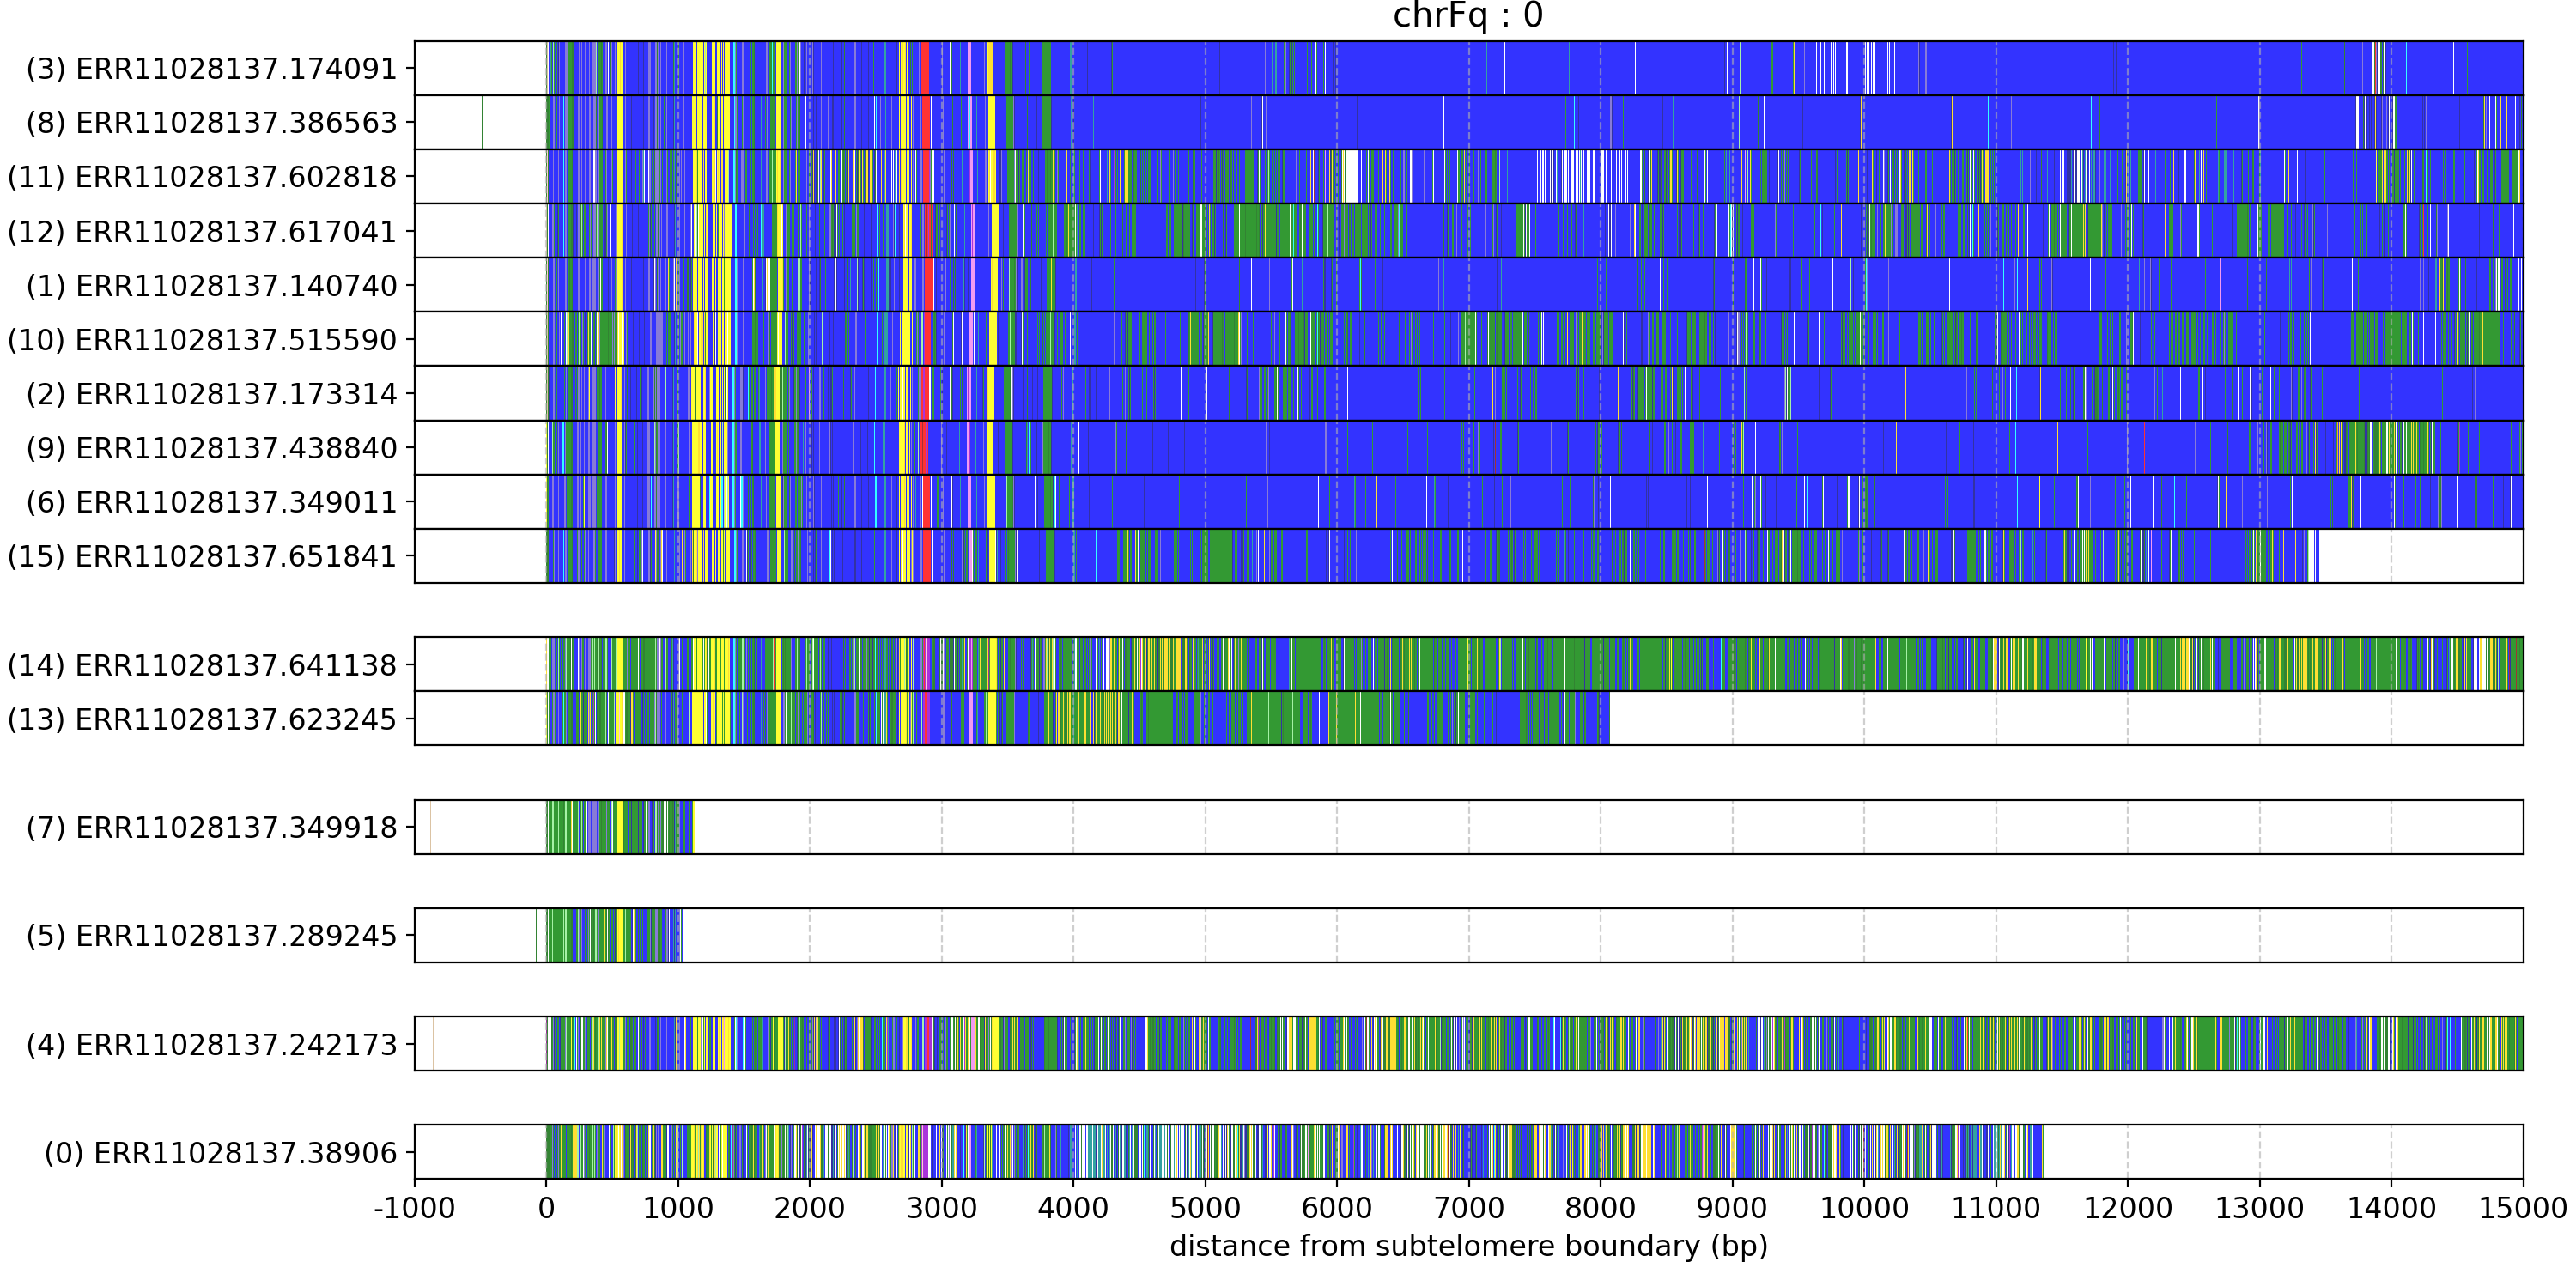 chrFq : 0
(3) ERR11028137.174091
(8) ERR11028137.386563
(11) ERR11028137.602818
(12) ERR11028137.617041
(1) ERR11028137.140740
(10) ERR11028137.515590
(2) ERR11028137.173314
(9) ERR11028137.438840
(6) ERR11028137.349011
(15) ERR11028137.651841
(14) ERR11028137.641138
(13) ERR11028137.623245
(7) ERR11028137.349918
(5) ERR11028137.289245
(4) ERR11028137.242173
(0) ERR11028137.38906
-1000 0 1000 2000 3000 4000 5000 6000 7000 8000 9000 10000 11000 12000 13000 14000 15000
distance from subtelomere boundary (bp)